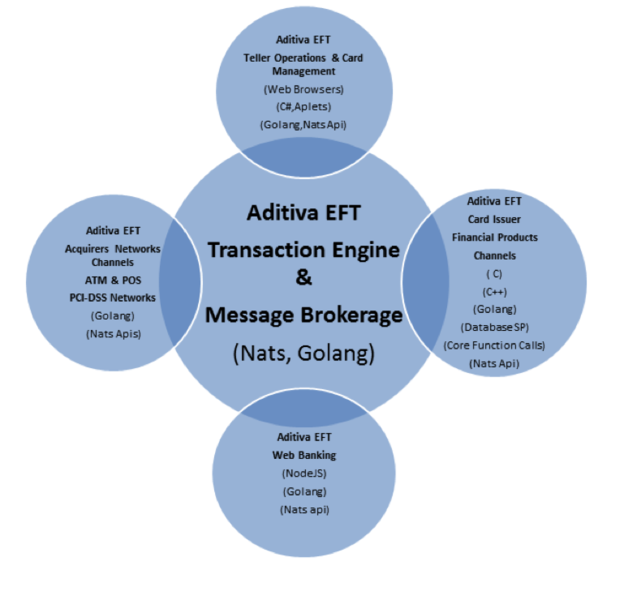 Aditiva EFT
Teller Operations & Card
Management
(Web Browsers)
(C#,Aplets)
(Golang,Nats Api)
Aditiva EFT
Transaction Engine
&
Message Brokerage
(Nats, Golang)
Aditiva EFT
Acquirers Networks
Channels
ATM & POS
PCI-DSS Networks
(Golang)
(Nats Apis)
Aditiva EFT
Card Issuer
Financial Products
Channels
( C)
(C++)
(Golang)
(Database SP)
(Core Function Calls)
(Nats Api)
Aditiva EFT
Web Banking
(NodeJS)
(Golang)
(Nats api)